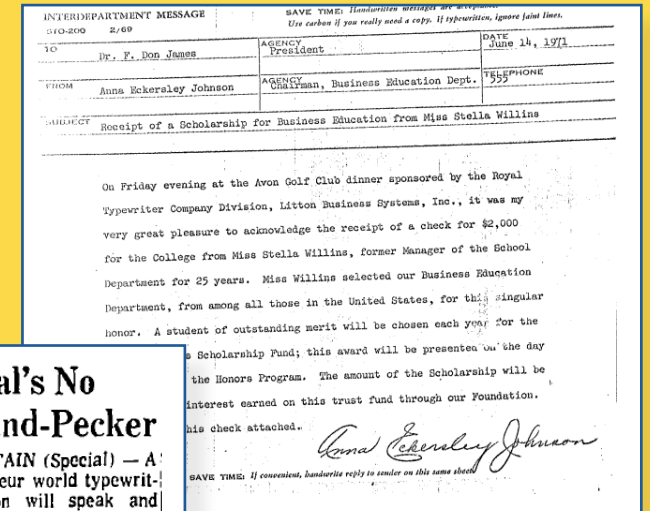 INTERDEPARTMENT MESSAGE
STO-200 2/69
SAVE TIME: Handwritten messages are acceptable.
Use carbon if you really need a copy. If typewritten, ignore faint lines.
TO
Dr. F. Don James
AGENCY
President
DATE
June 14, 1971
FROM
Anna Eckersley Johnson
AGENCY
Chairman, Business Education Dept.
TELEPHONE
555
SUBJECT
Receipt of a Scholarship for Business Education from Miss Stella Willins
On Friday evening at the Avon Golf Club dinner sponsored by the Royal
Typewriter Company Division, Litton Business Systems, Inc., it was my
very great pleasure to acknowledge the receipt of a check for $2,000
for the College from Miss Stella Willins, former Manager of the School
Department for 25 years. Miss Willins selected our Business Education
Department, from among all those in the United States, for this singular
honor. A student of outstanding merit will be chosen each year for the
s Scholarship Fund; this award will be presented on the day
the Honors Program. The amount of the Scholarship will be
interest earned on this trust fund through our Foundation.
his check attached.
Anna Eckersley Johnson
SAVE TIME: If convenient, handwrite reply to sender on this same sheet.
al's No
nd-Pecker
TAIN (Special) — A
eur world typewrit-
n will speak and